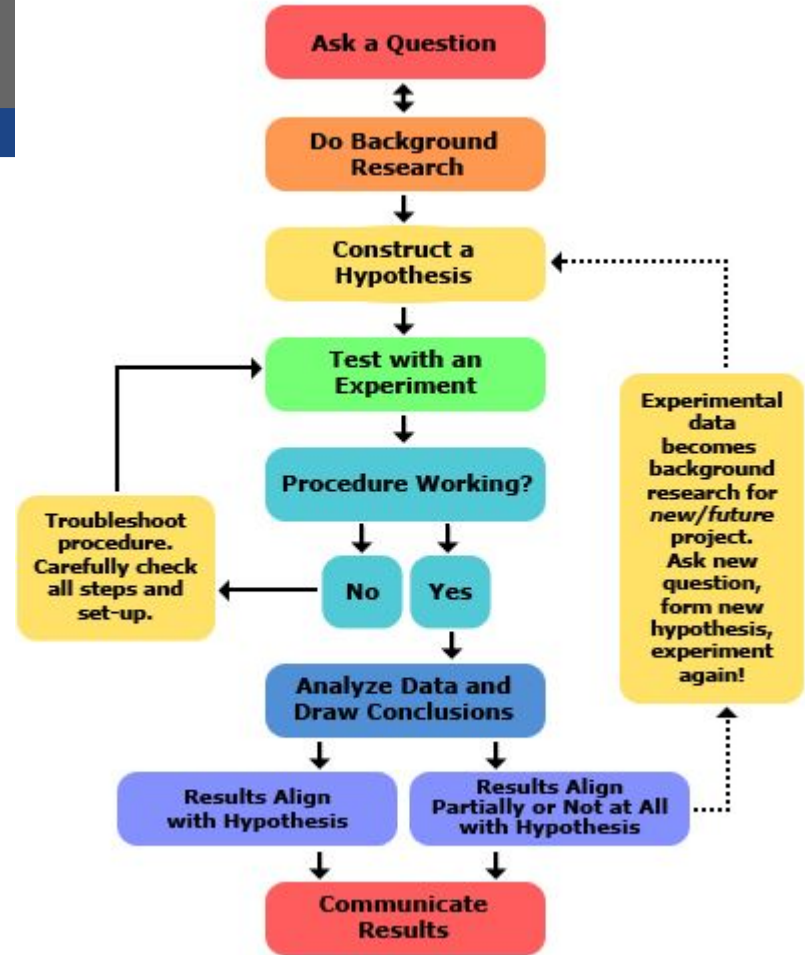 Ask a Question
Do Background
Research
Construct a
Hypothesis
Test with an
Experiment
Procedure Working?
No
Yes
Troubleshoot
procedure.
Carefully check
all steps and
set-up.
Experimental
data
becomes
background
research for
new/future
project.
Ask new
question,
form new
hypothesis,
experiment
again!
Analyze Data and
Draw Conclusions
Results Align
with Hypothesis
Results Align
Partially or Not at All
with Hypothesis
Communicate
Results